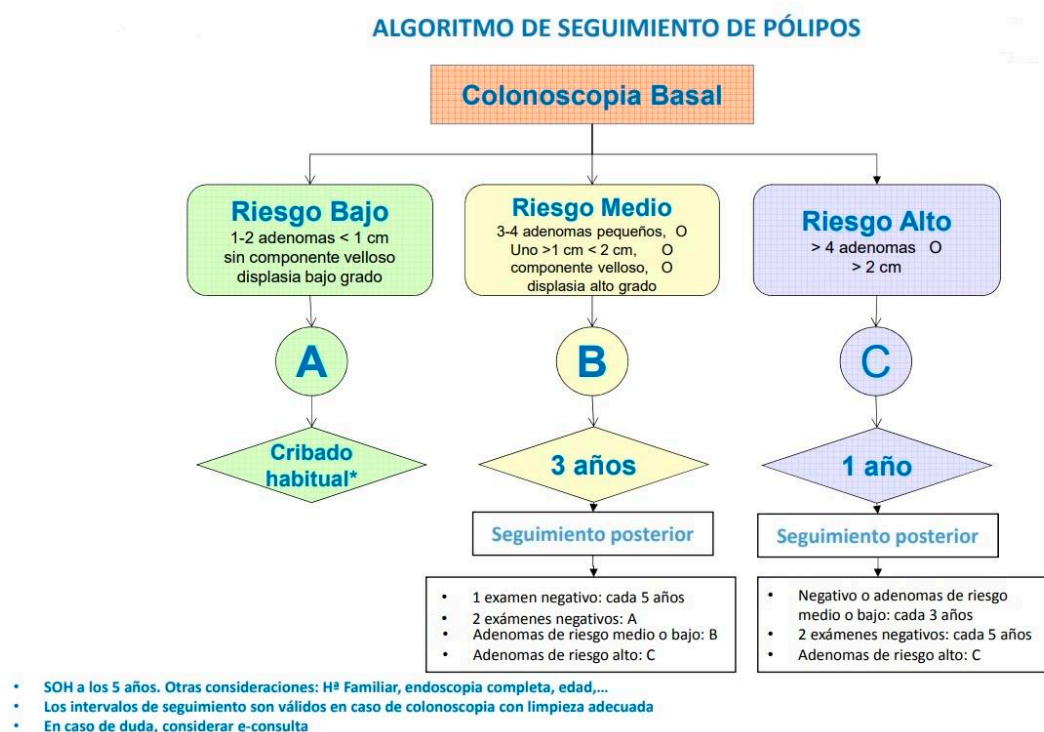 ALGORITMO DE SEGUIMIENTO DE PÓLIPOS
Colonoscopia Basal
Riesgo Bajo
1-2 adenomas < 1 cm
sin componente velloso
displasia bajo grado
Riesgo Medio
3-4 adenomas pequeños, O
Uno >1 cm < 2 cm, O
componente velloso, O
displasia alto grado
Riesgo Alto
> 4 adenomas O
> 2 cm
A
B
C
Cribado
habitual*
3 años
1 año
Seguimiento posterior
Seguimiento posterior
• 1 examen negativo: cada 5 años
• 2 exámenes negativos: A
• Adenomas de riesgo medio o bajo: B
• Adenomas de riesgo alto: C
• Negativo o adenomas de riesgo
medio o bajo: cada 3 años
• 2 exámenes negativos: cada 5 años
• Adenomas de riesgo alto: C
• SOH a los 5 años. Otras consideraciones: Hª Familiar, endoscopia completa, edad,...
• Los intervalos de seguimiento son válidos en caso de colonoscopia con limpieza adecuada
• En caso de duda, considerar e-consulta